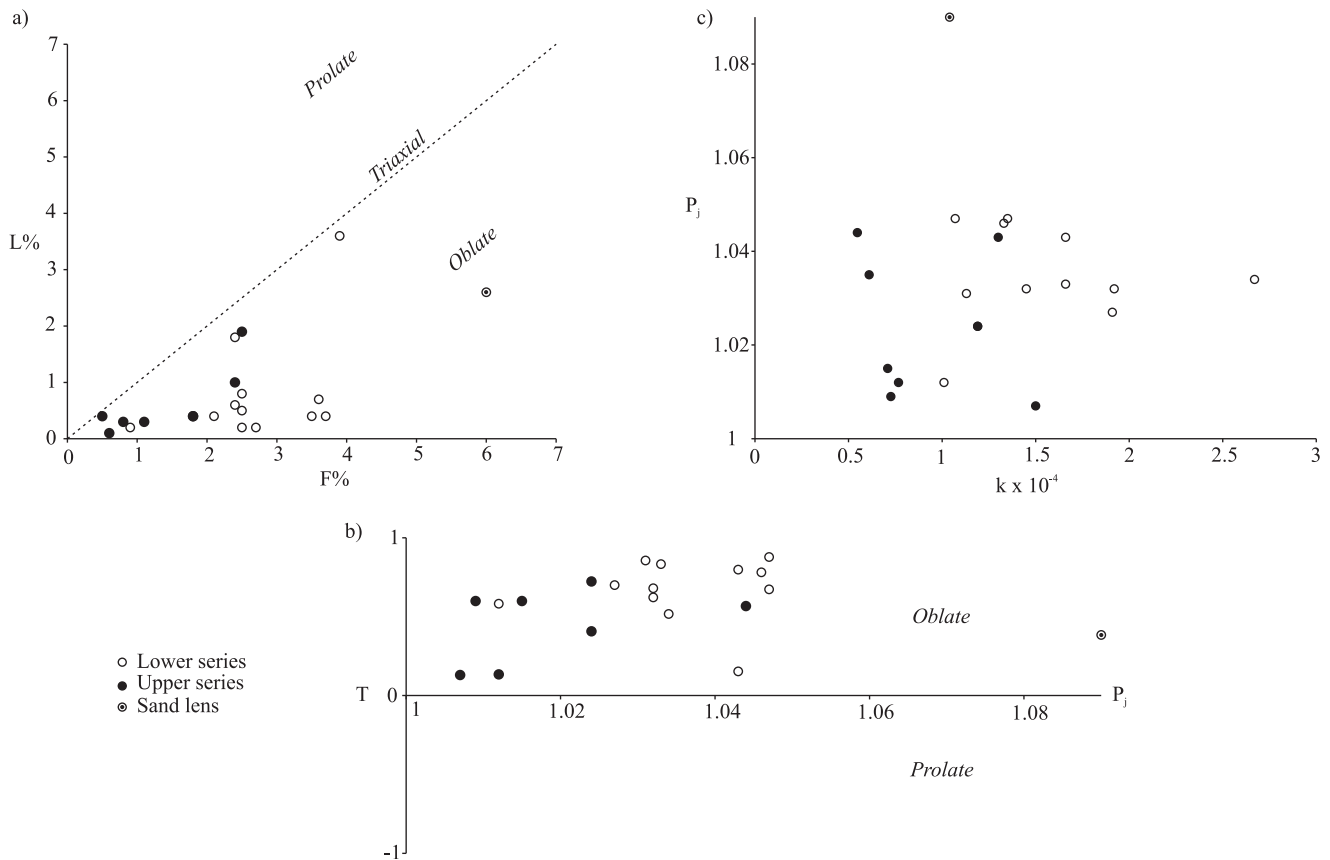 a)
7
6
5
4
L%
3
2
1
0
0 1 2 3 4 5 6 7
F%
Prolate
Triaxial
Oblate
c)
1.08
1.06
Pj
1.04
1.02
1
0 0.5 1 2 2.5 3
k x 10-4
b)
1
T 0
-1
1 1.02 1.04 1.06 1.08 Pj
Oblate
Prolate
Lower series
Upper series
Sand lens